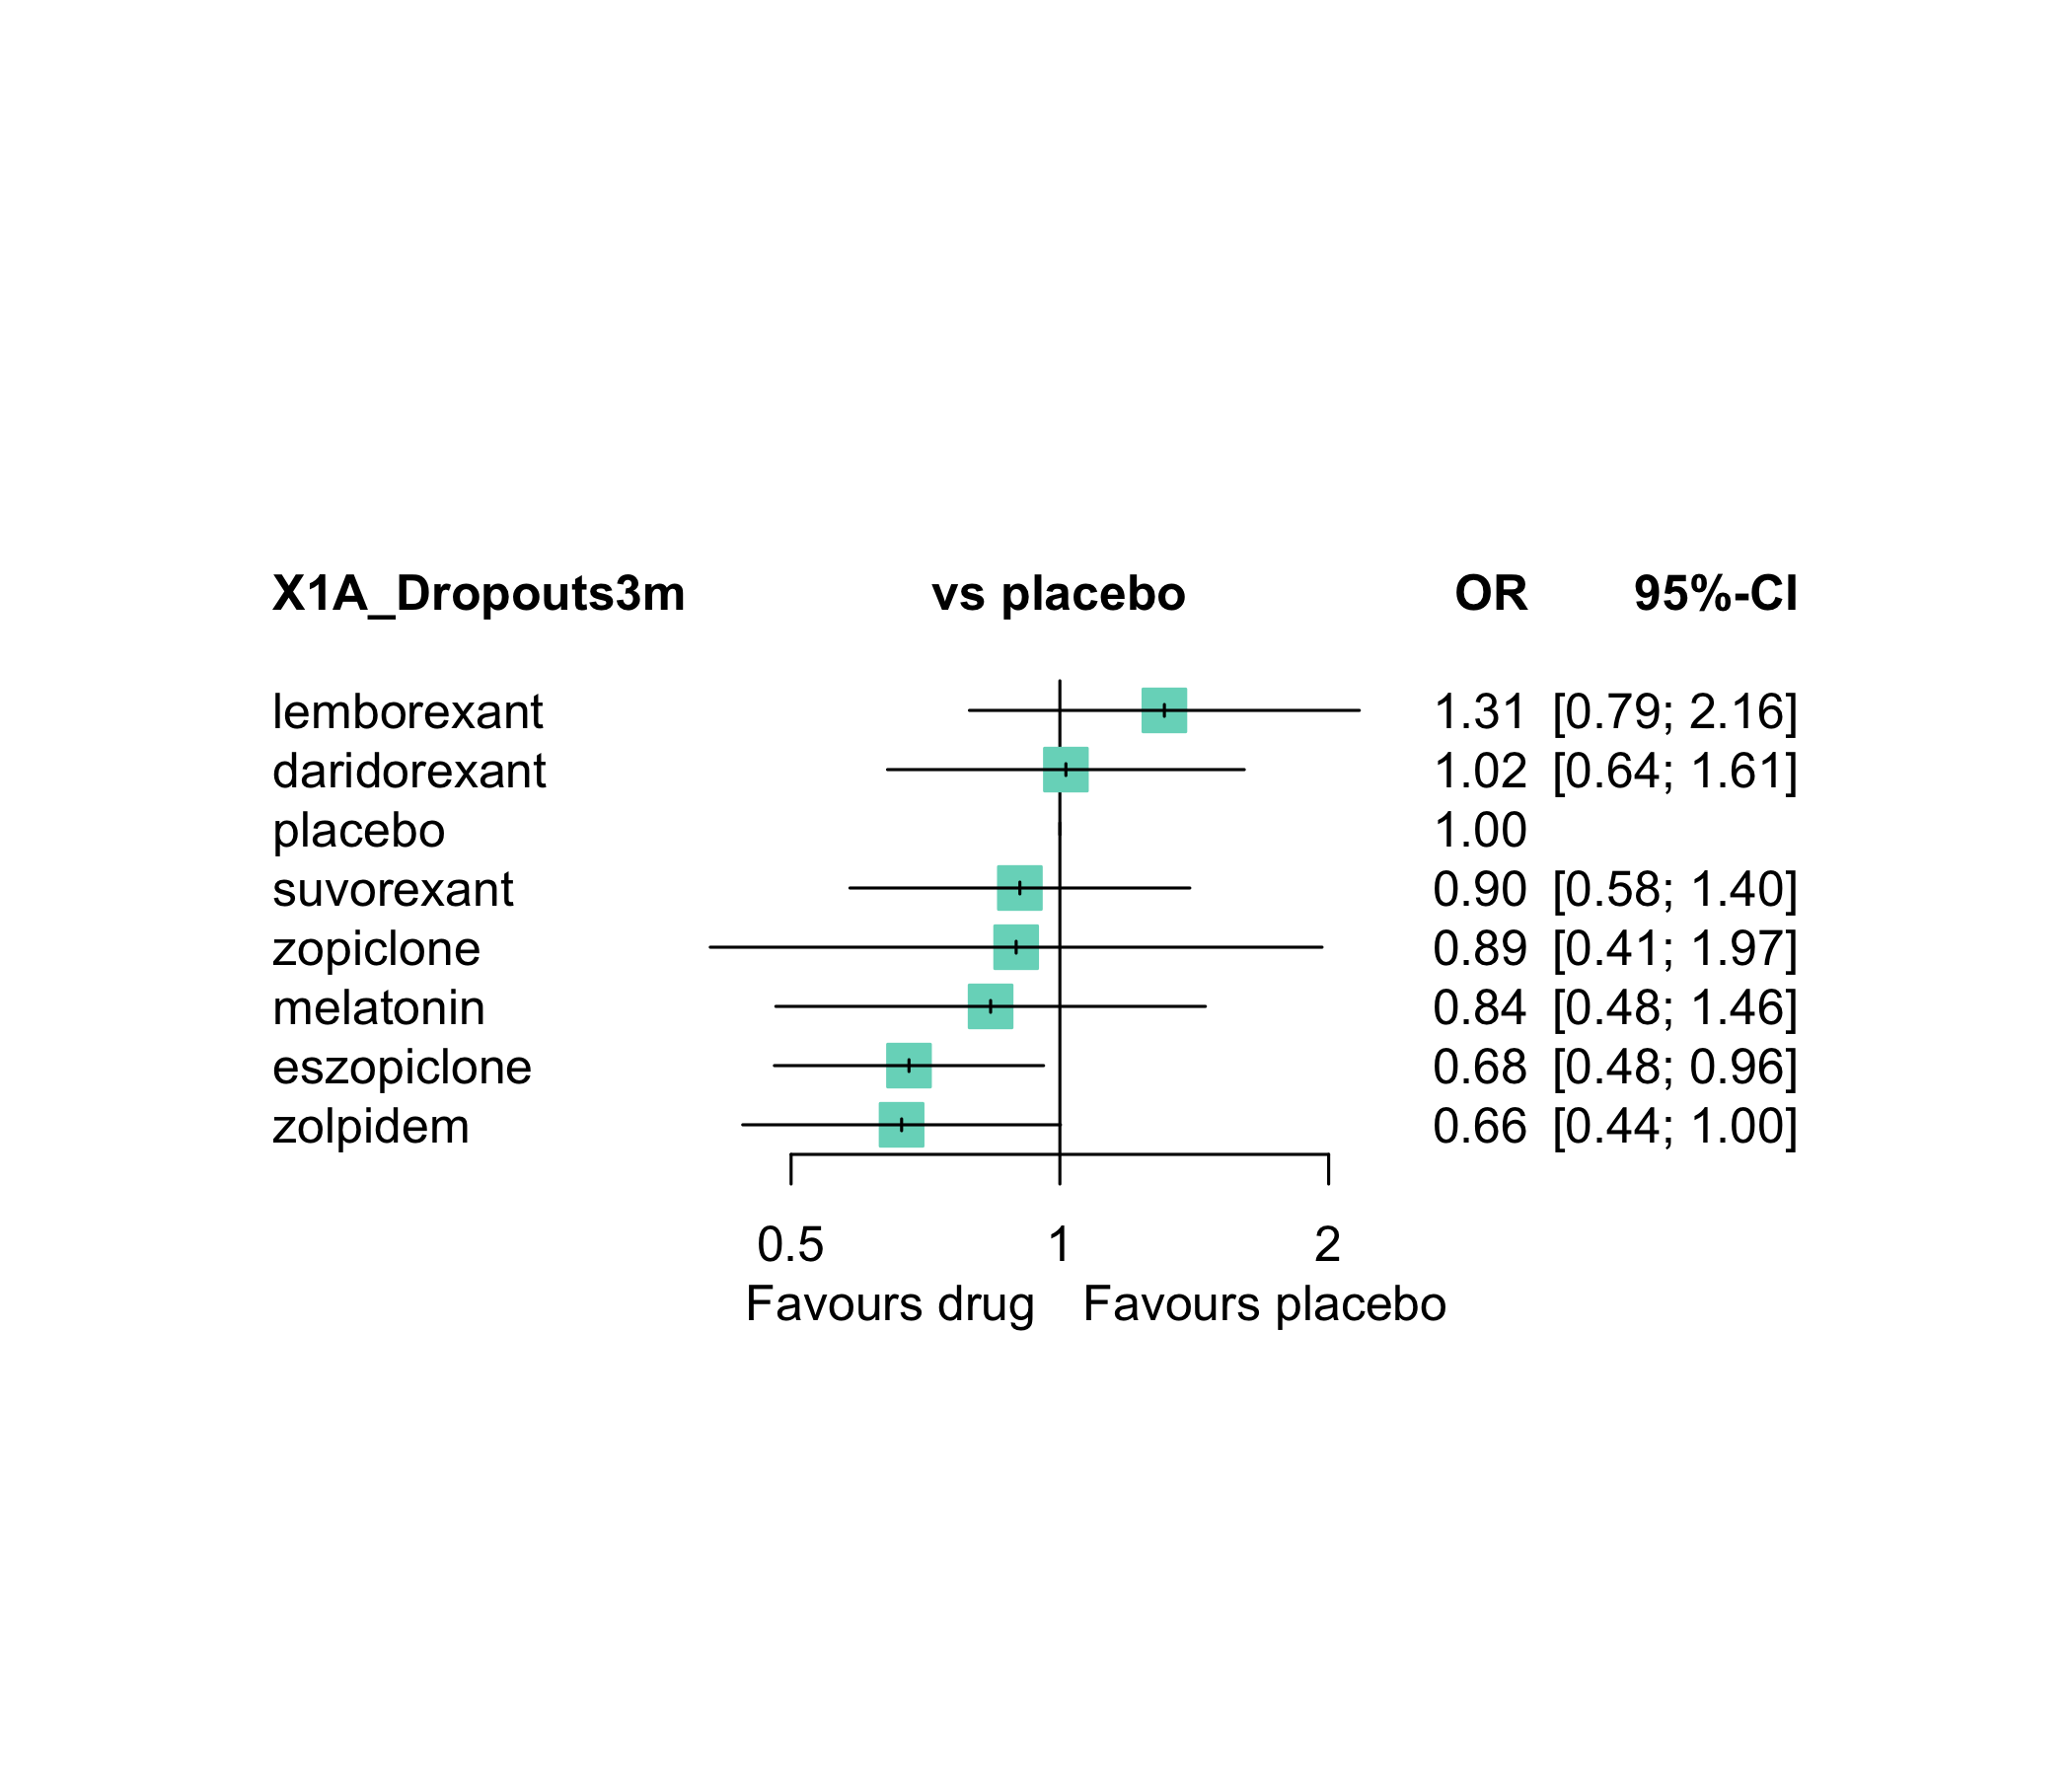 X1A_Dropouts3m vs placebo OR 95%-CI
lemborexant 1.31 [0.79; 2.16]
daridorexant 1.02 [0.64; 1.61]
placebo 1.00
suvorexant 0.90 [0.58; 1.40]
zopiclone 0.89 [0.41; 1.97]
melatonin 0.84 [0.48; 1.46]
eszopiclone 0.68 [0.48; 0.96]
zolpidem 0.66 [0.44; 1.00]
0.5 1 2
Favours drug Favours placebo